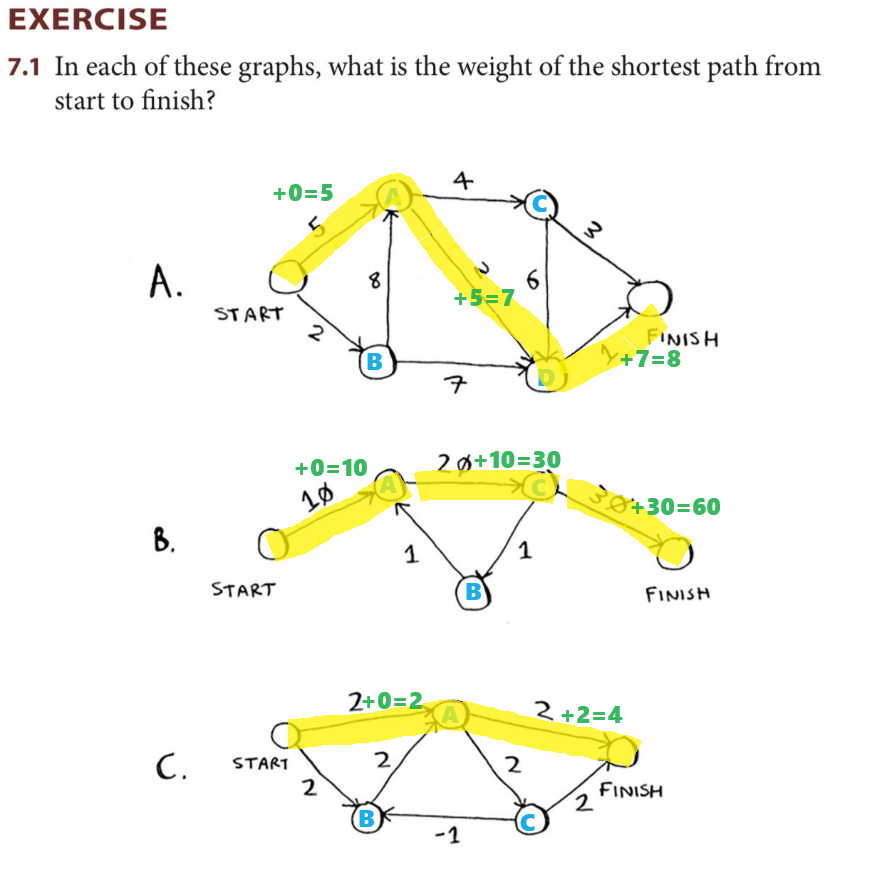 EXERCISE
7.1 In each of these graphs, what is the weight of the shortest path from
start to finish?
A.
+0=5
5
A
4
C
3
8
2
+5=7
6
START
2
B
7
D
1
+7=8
FINISH
B.
+0=10
10
A
20
+10=30
C
30
+30=60
1
1
START
B
FINISH
C.
2
+0=2
A
2
+2=4
START
2
2
2
2
FINISH
B
-1
C